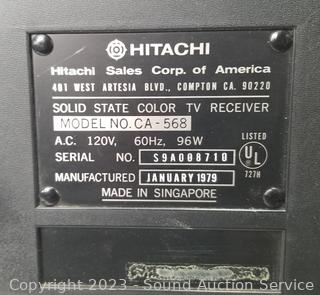 HITACHI
Hitachi Sales Corp. of America
401 WEST ARTESIA BLVD., COMPTON CA. 90220
SOLID STATE COLOR TV RECEIVER
MODEL NO. CA-568
A.C. 120V, 60Hz, 96W
LISTED
UL
727H
SERIAL NO. S9A008710
MANUFACTURED JANUARY 1979
MADE IN SINGAPORE
Copyright 2023 - Sound Auction Service